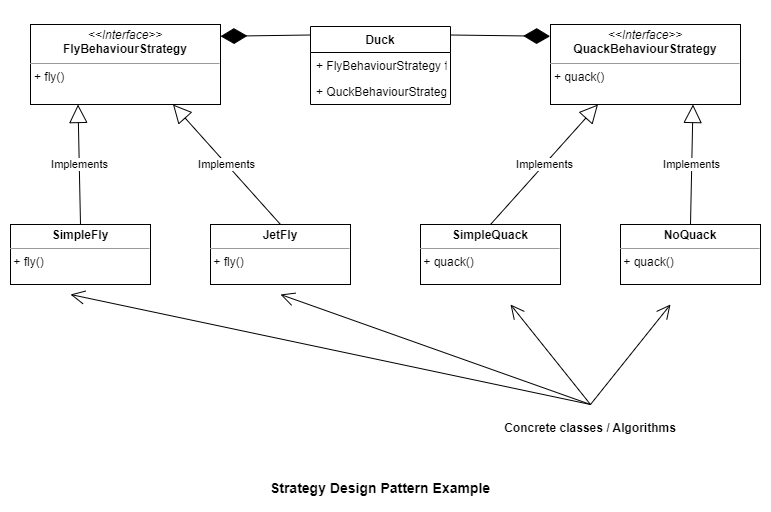 <<Interface>>
FlyBehaviourStrategy
+ fly()
Duck
+ FlyBehaviourStrategy f
+ QuckBehaviourStrateg
<<Interface>>
QuackBehaviourStrategy
+ quack()
Implements
Implements
Implements
Implements
SimpleFly
+ fly()
JetFly
+ fly()
SimpleQuack
+ quack()
NoQuack
+ quack()
Concrete classes / Algorithms
Strategy Design Pattern Example